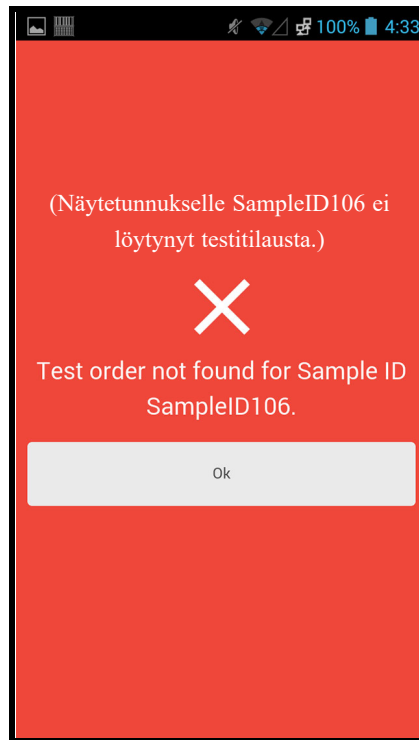 100% 4:33
(Näytetunnukselle SampleID106 ei
löytynyt testitilausta.)
Test order not found for Sample ID
SampleID106.
Ok